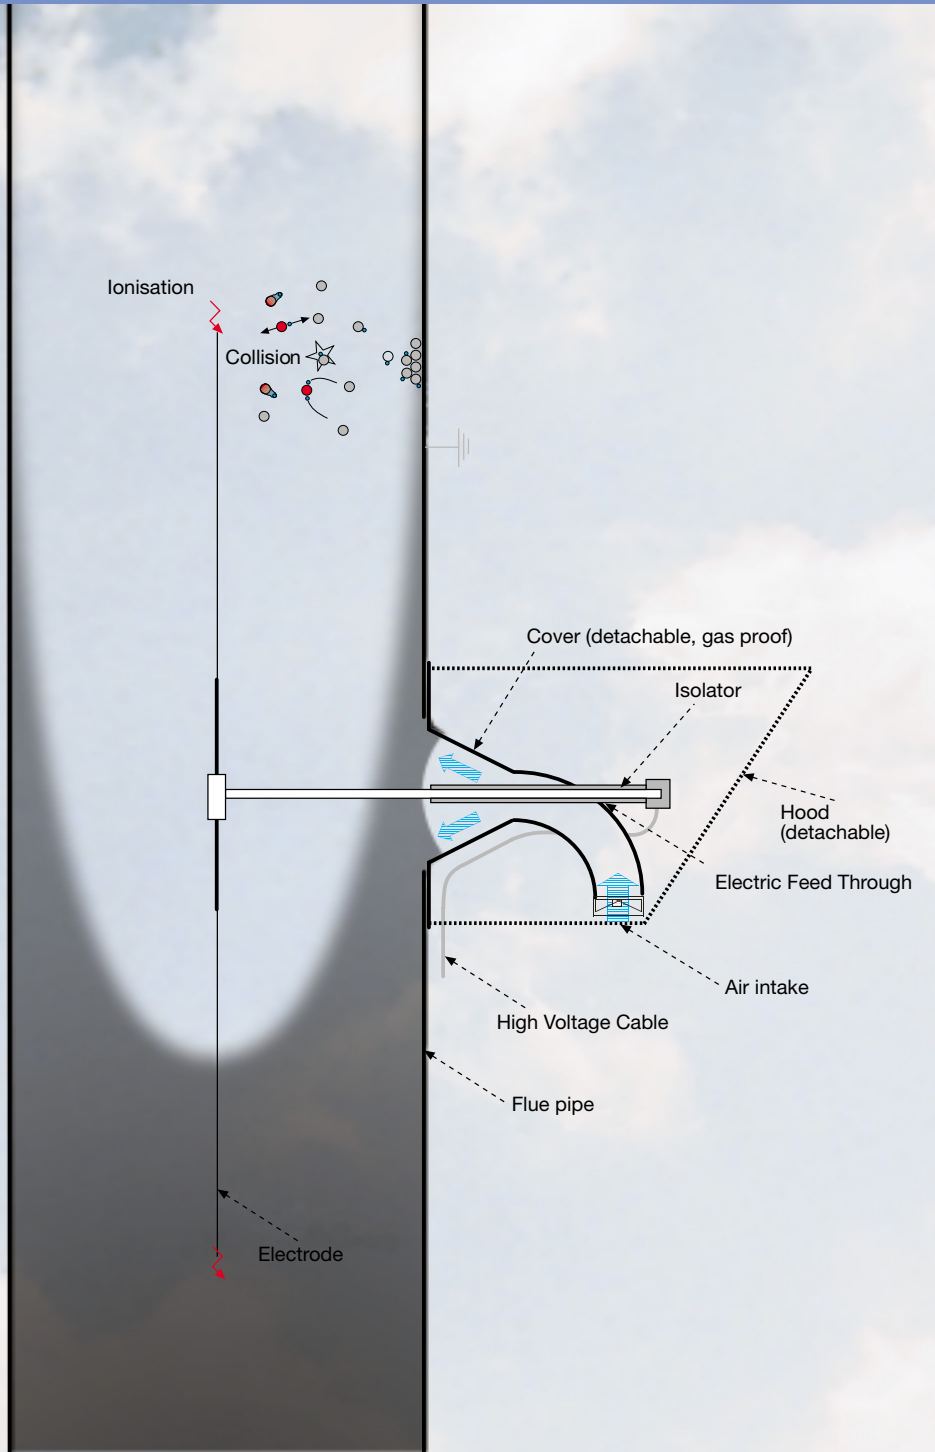 Ionisation
Collision
Cover (detachable, gas proof)
Isolator
Hood
(detachable)
Electric Feed Through
Air intake
High Voltage Cable
Flue pipe
Electrode